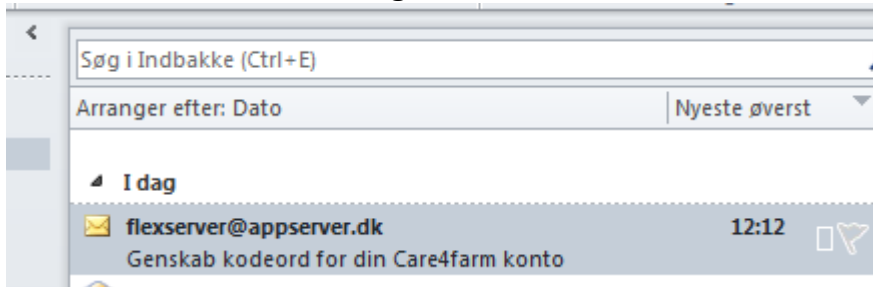 Søg i Indbakke (Ctrl+E)
Arranger efter: Dato Nyeste øverst
I dag
flexserver@appserver.dk 12:12
Genskab kodeord for din Care4farm konto